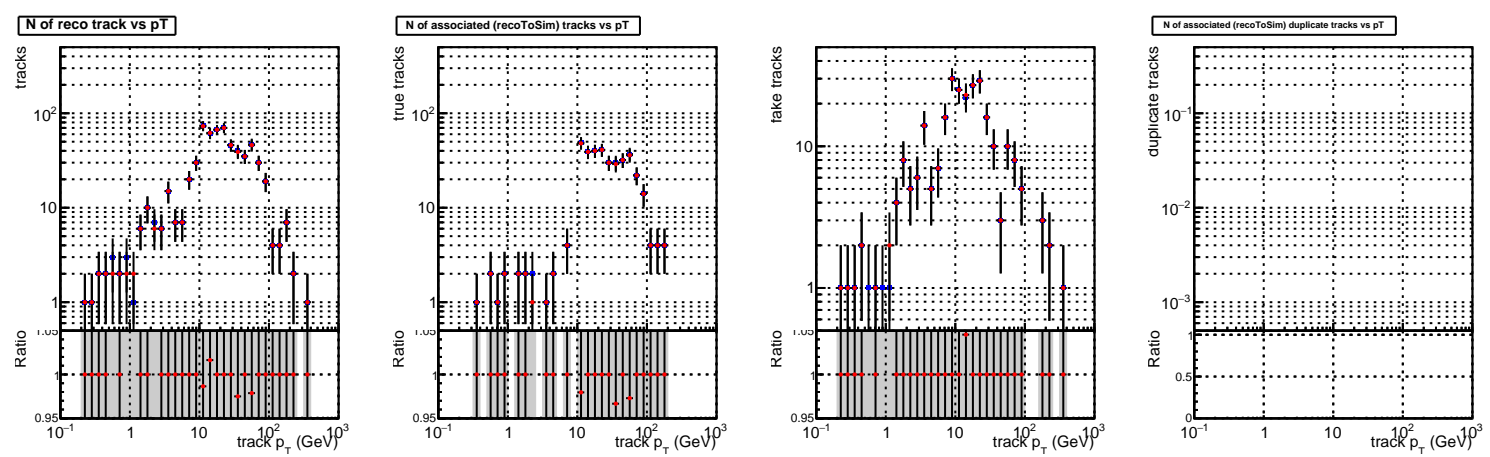 N of reco track vs pT
tracks
10²
10
1
Ratio
1.05
1
0.95
10⁻¹ 1 10 10² 10³
track p_T (GeV)
N of associated (recoToSim) tracks vs pT
true tracks
10²
10
1
Ratio
1.05
1
0.95
10⁻¹ 1 10 10² 10³
track p_T (GeV)
fake tracks
10
1
Ratio
1.05
1
0.95
10⁻¹ 1 10 10² 10³
track p_T (GeV)
N of associated (recoToSim) duplicate tracks vs pT
duplicate tracks
10⁻¹
10⁻²
10⁻³
Ratio
1
0.5
0
10⁻¹ 1 10 10² 10³
track p_T (GeV)